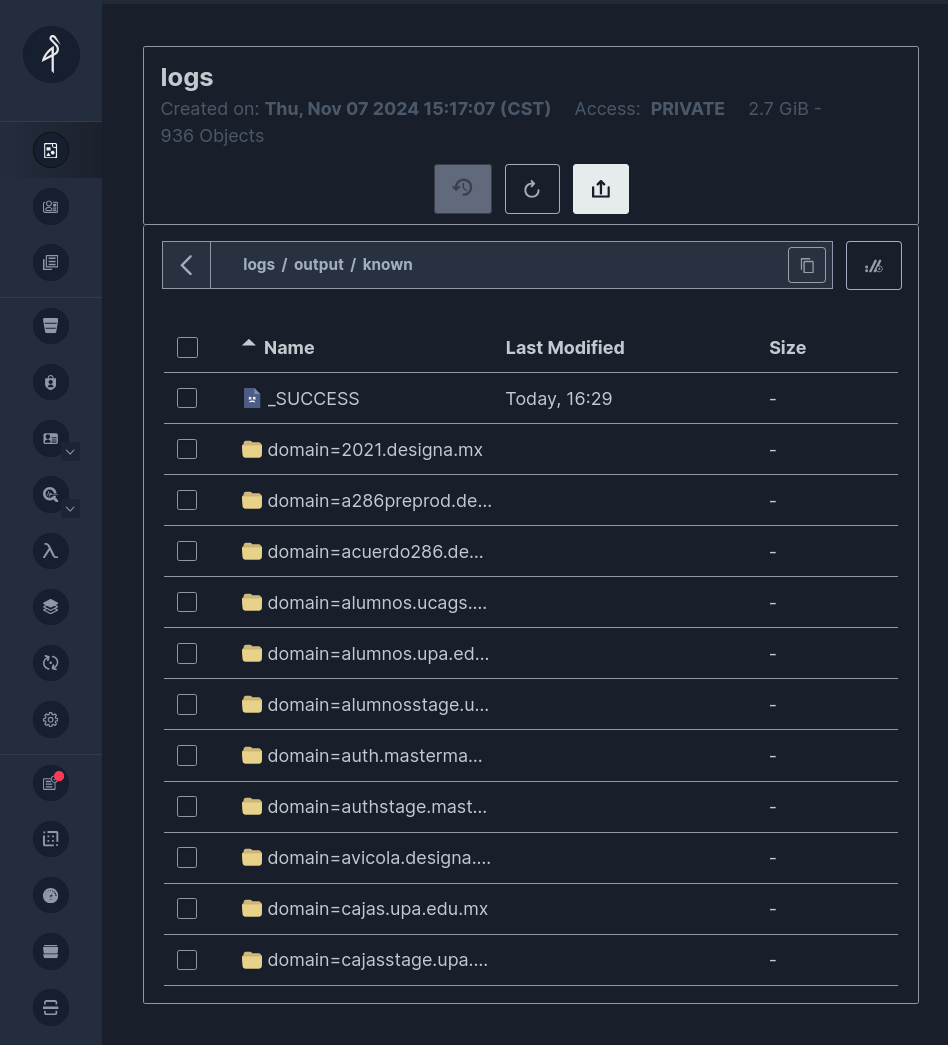 logs
Created on: Thu, Nov 07 2024 15:17:07 (CST) Access: PRIVATE 2.7 GiB -
936 Objects
logs / output / known
Name Last Modified Size
_SUCCESS Today, 16:29 -
domain=2021.designa.mx -
domain=a286preprod.de... -
domain=acuerdo286.de... -
domain=alumnos.ucags.... -
domain=alumnos.upa.ed... -
domain=alumnosstage.u... -
domain=auth.masterma... -
domain=authstage.mast... -
domain=avicola.designa.... -
domain=cajas.upa.edu.mx -
domain=cajasstage.upa.... -